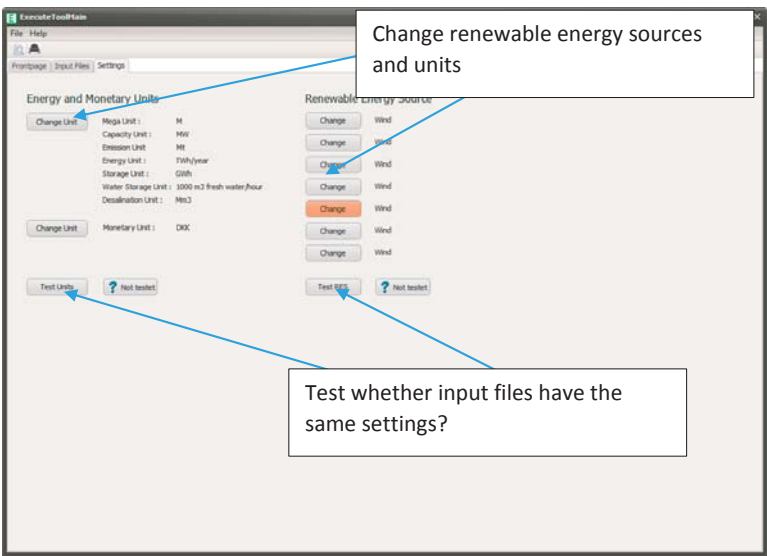 ExecuteToolMain
File Help
Frontpage Input Files Settings
Change renewable energy sources
and units
Energy and Monetary Units
Change Unit Mega Unit : M
Capacity Unit : MW
Emission Unit Mt
Energy Unit : TWh/year
Storage Unit : GWh
Water Storage Unit : 1000 m3 fresh water/hour
Desalination Unit : Mm3
Change Unit Monetary Unit : DKK
Test Units ? Not testet
Renewable Energy Source
Change Wind
Change Wind
Change Wind
Change Wind
Change Wind
Change Wind
Change Wind
Test RES ? Not testet
Test whether input files have the
same settings?